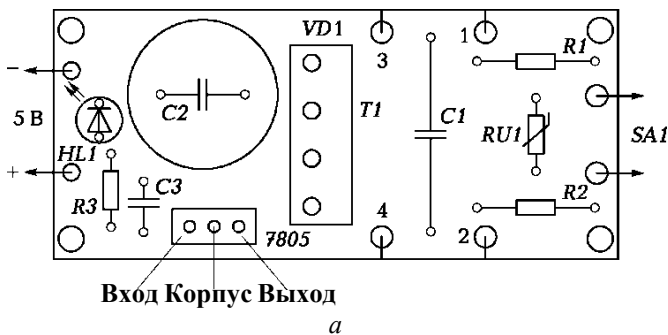 VD1
3
1
R1
–
C2
T1
C1
5 В
RU1
SA1
HL1
+
C3
R3
R2
7805
4
2
Вход Корпус Выход
а